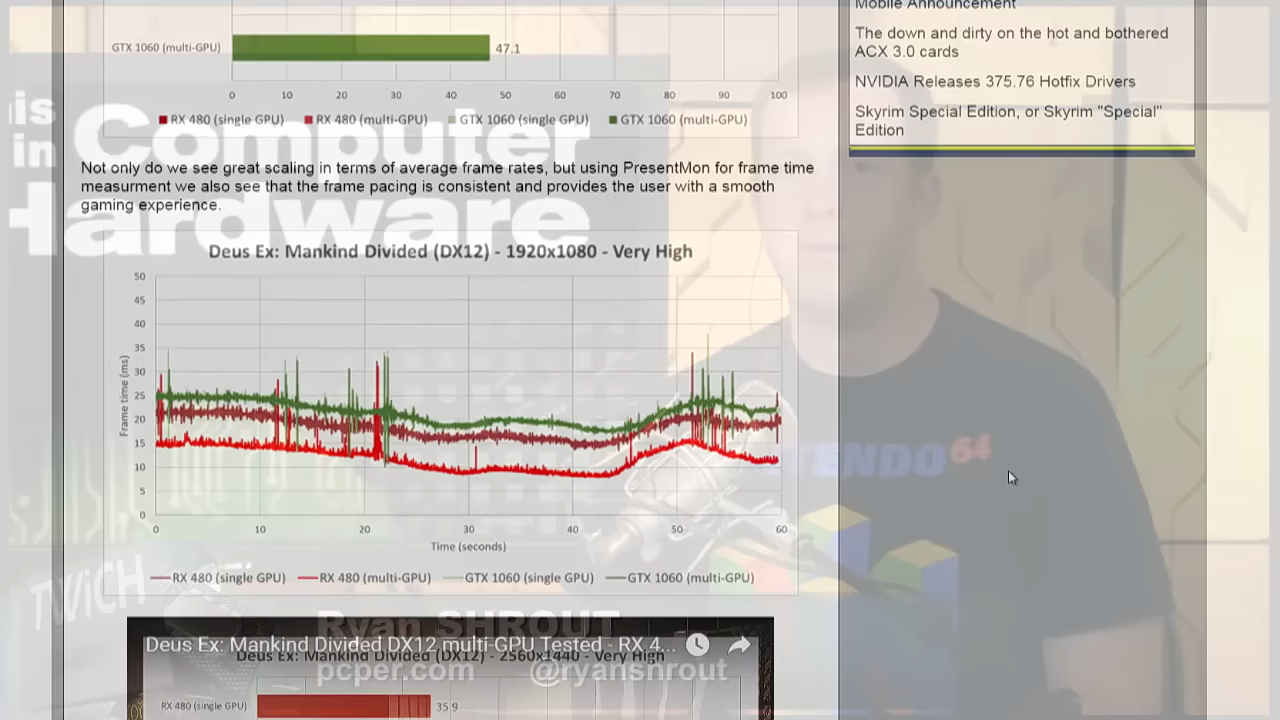 Mobile Announcement
The down and dirty on the hot and bothered
ACX 3.0 cards
NVIDIA Releases 375.76 Hotfix Drivers
Skyrim Special Edition, or Skyrim "Special"
Edition
GTX 1060 (multi-GPU)
47.1
0 10 20 30 40 50 60 70 80 90 100
RX 480 (single GPU) RX 480 (multi-GPU) GTX 1060 (single GPU) GTX 1060 (multi-GPU)
is
in
Computer
Hardware
Not only do we see great scaling in terms of average frame rates, but using PresentMon for frame time
measurment we also see that the frame pacing is consistent and provides the user with a smooth
gaming experience.
Deus Ex: Mankind Divided (DX12) - 1920x1080 - Very High
Frame time (ms)
50
45
40
35
30
25
20
15
10
5
0
0 10 20 30 40 50 60
Time (seconds)
RX 480 (single GPU) RX 480 (multi-GPU) GTX 1060 (single GPU) GTX 1060 (multi-GPU)
TENDO64
TWiCH
Ryan SHROUT
pcper.com @ryanshrout
Deus Ex: Mankind Divided DX12 multi-GPU Tested - RX 4...
Deus Ex: Mankind Divided (DX12) - 2560x1440 - Very High
RX 480 (single GPU)
35.9